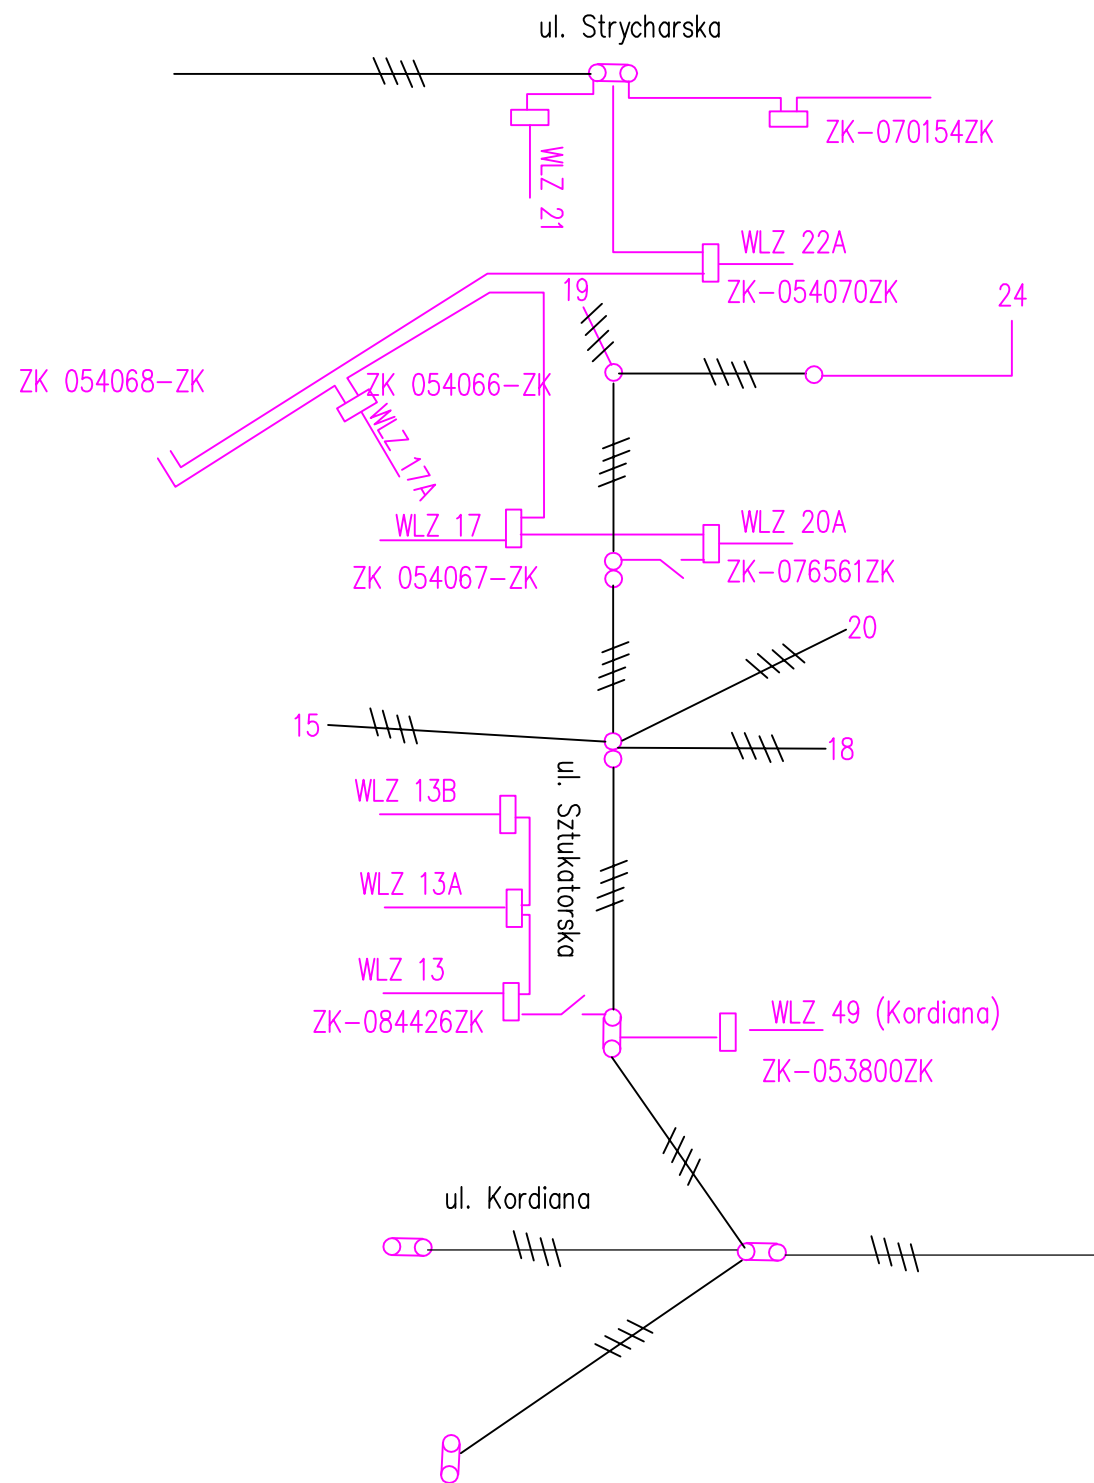 ul. Strycharska
ZK-070154ZK
WLZ 21
WLZ 22A
ZK-054070ZK
19
24
ZK 054068-ZK
ZK 054066-ZK
WLZ 17A
WLZ 17
WLZ 20A
ZK 054067-ZK
ZK-076561ZK
20
15
18
ul. Sztukatorska
WLZ 13B
WLZ 13A
WLZ 13
ZK-084426ZK
WLZ 49 (Kordiana)
ZK-053800ZK
ul. Kordiana